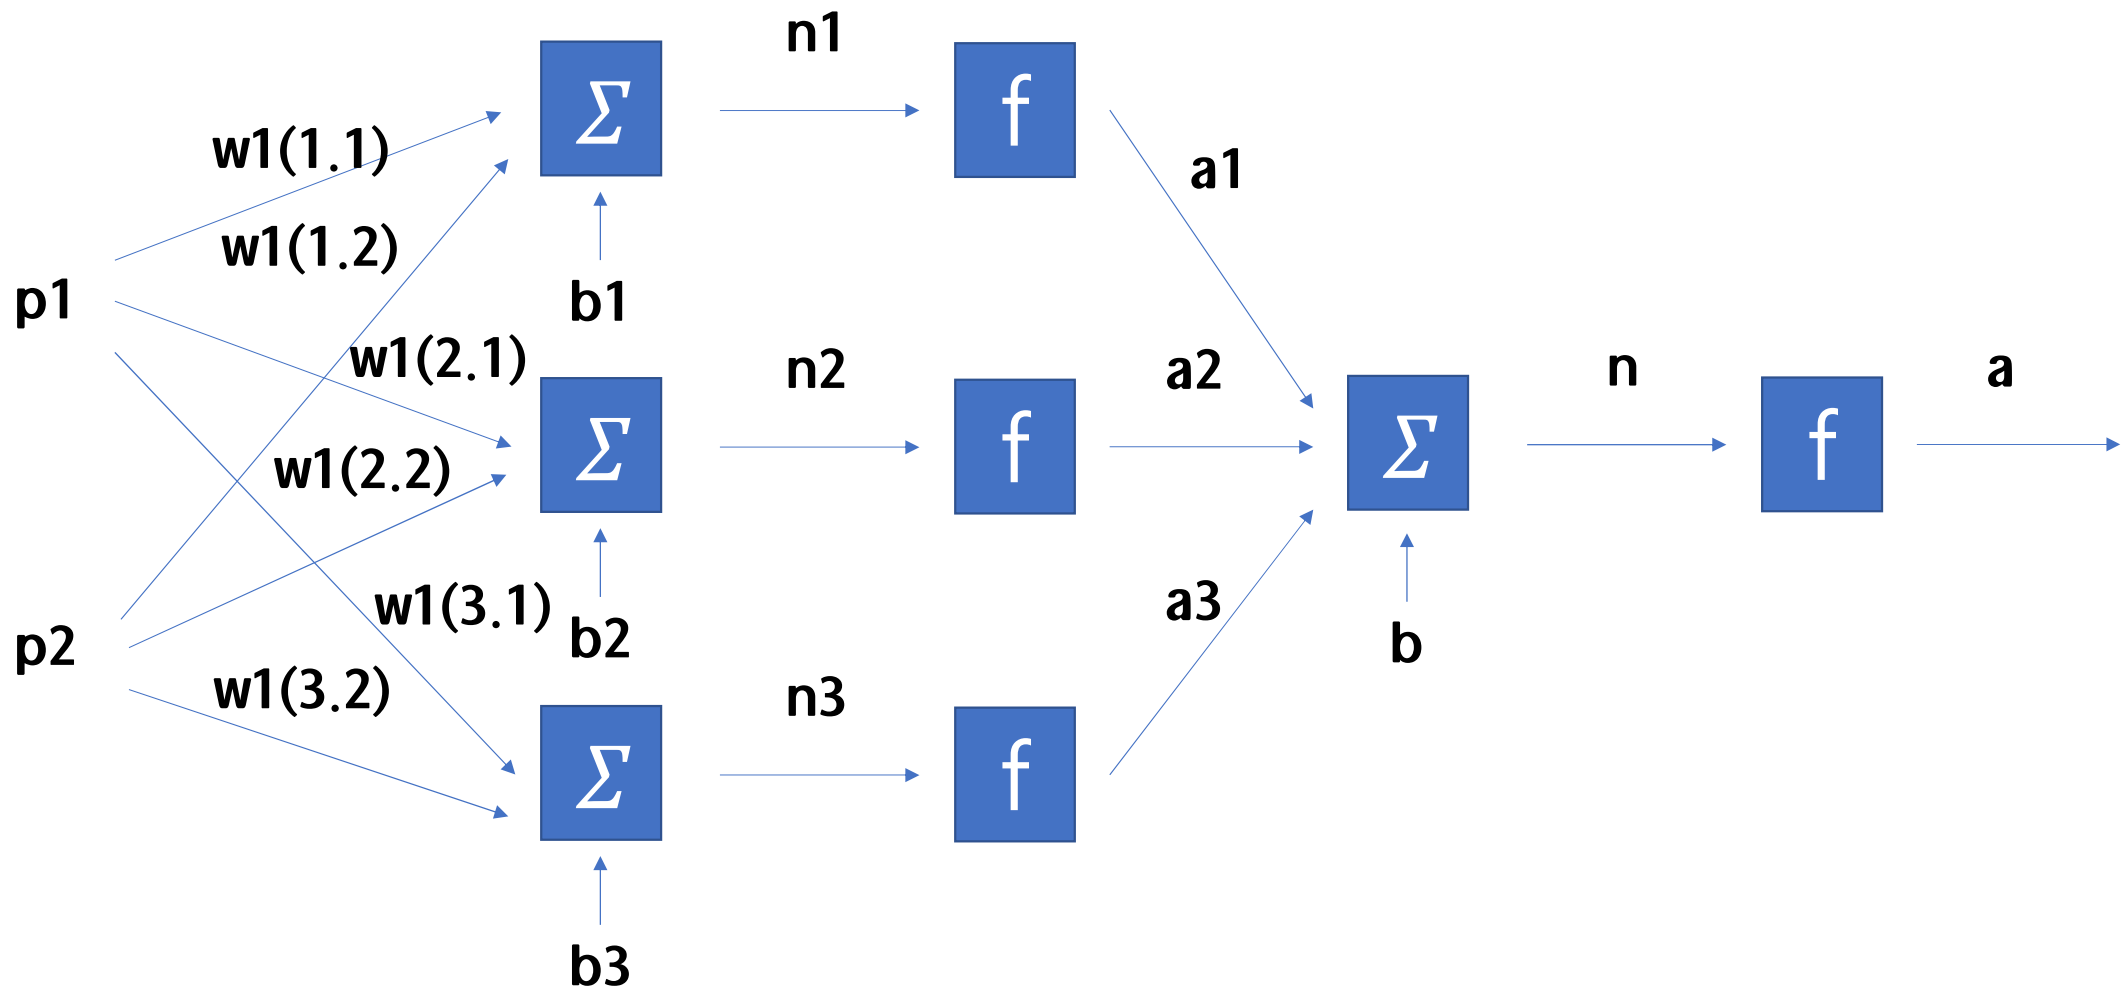 n1
Σ
f
w1(1.1)
a1
w1(1.2)
p1
b1
w1(2.1)
n2
a2
n
a
Σ
f
Σ
f
w1(2.2)
w1(3.1)
a3
b2
b
p2
w1(3.2)
n3
Σ
f
b3